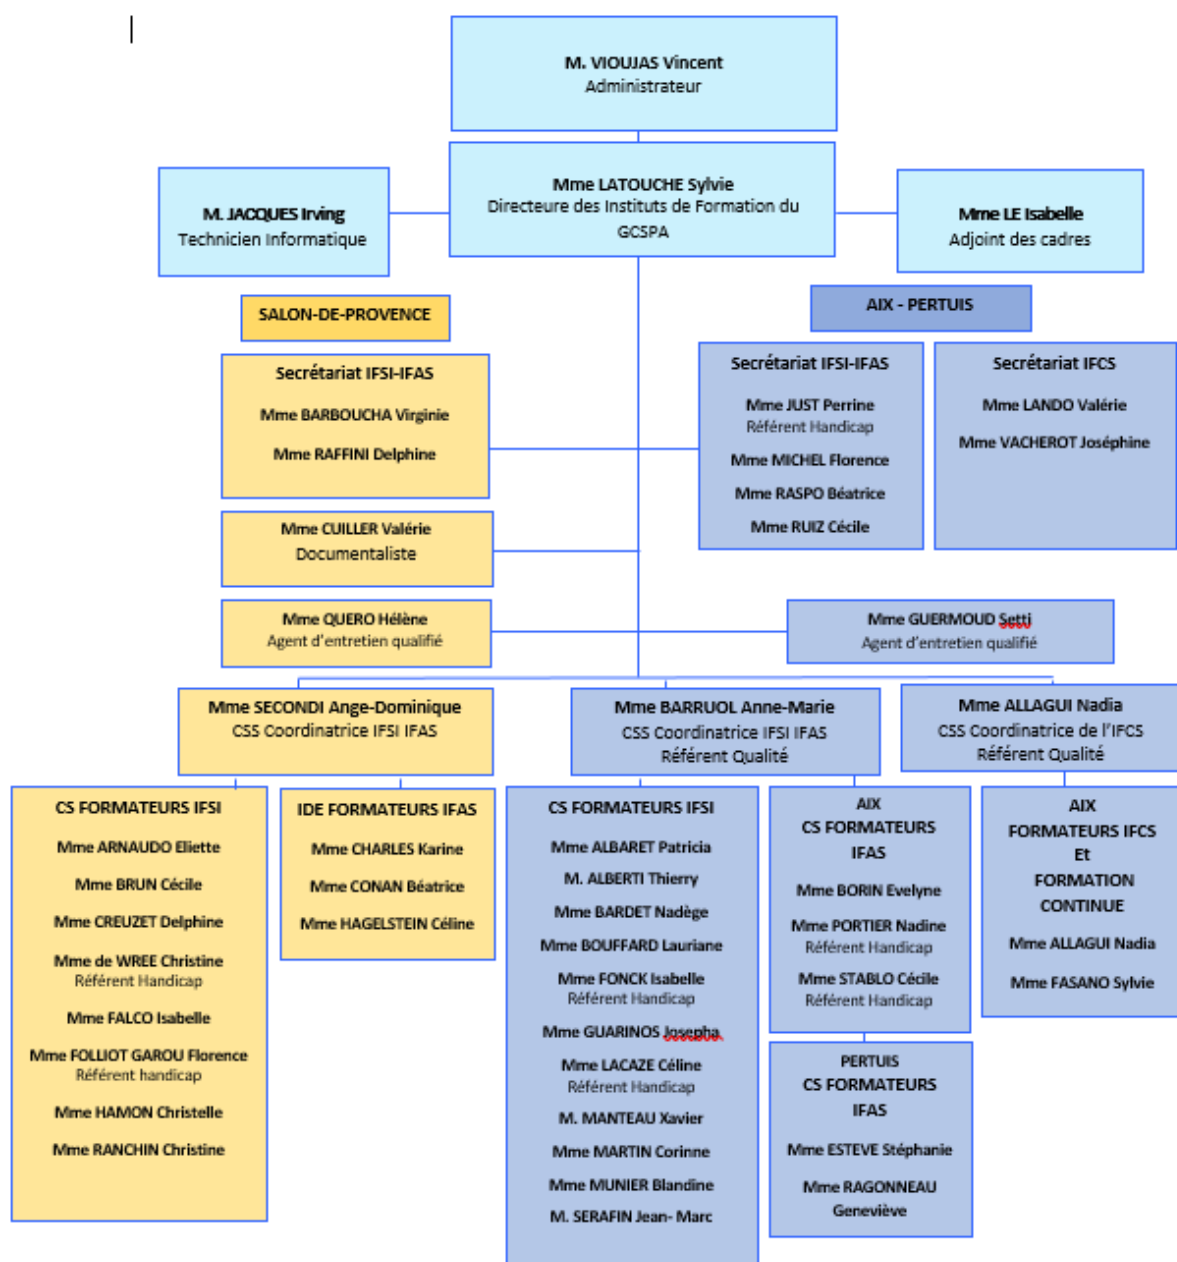 M. VIOUJAS Vincent
Administrateur
Mme LATOUCHE Sylvie
Directeure des Instituts de Formation du
GCSPA
M. JACQUES Irving
Technicien Informatique
Mme LE Isabelle
Adjoint des cadres
SALON-DE-PROVENCE
AIX - PERTUIS
Secrétariat IFSI-IFAS
Mme BARBOUCHA Virginie
Mme RAFFINI Delphine
Secrétariat IFSI-IFAS
Mme JUST Perrine
Référent Handicap
Mme MICHEL Florence
Mme RASPO Béatrice
Mme RUIZ Cécile
Secrétariat IFCS
Mme LANDO Valérie
Mme VACHEROT Joséphine
Mme CUILLER Valérie
Documentaliste
Mme QUERO Hélène
Agent d'entretien qualifié
Mme GUERMOUD Setti
Agent d'entretien qualifié
Mme SECONDI Ange-Dominique
CSS Coordinatrice IFSI IFAS
Mme BARRUOL Anne-Marie
CSS Coordinatrice IFSI IFAS
Référent Qualité
Mme ALLAGUI Nadia
CSS Coordinatrice de l'IFCS
Référent Qualité
CS FORMATEURS IFSI
Mme ARNAUDO Eliette
Mme BRUN Cécile
Mme CREUZET Delphine
Mme de WREE Christine
Référent Handicap
Mme FALCO Isabelle
Mme FOLLIOT GAROU Florence
Référent handicap
Mme HAMON Christelle
Mme RANCHIN Christine
IDE FORMATEURS IFAS
Mme CHARLES Karine
Mme CONAN Béatrice
Mme HAGELSTEIN Céline
CS FORMATEURS IFSI
Mme ALBARET Patricia
M. ALBERTI Thierry
Mme BARDET Nadège
Mme BOUFFARD Lauriane
Mme FONCK Isabelle
Référent Handicap
Mme GUARINOS Josepha
Mme LACAZE Céline
Référent Handicap
M. MANTEAU Xavier
Mme MARTIN Corinne
Mme MUNIER Blandine
M. SERAFIN Jean- Marc
AIX
CS FORMATEURS
IFAS
Mme BORIN Evelyne
Mme PORTIER Nadine
Référent Handicap
Mme STABLO Cécile
Référent Handicap
PERTUIS
CS FORMATEURS
IFAS
Mme ESTEVE Stéphanie
Mme RAGONNEAU
Geneviève
AIX
FORMATEURS IFCS
Et
FORMATION
CONTINUE
Mme ALLAGUI Nadia
Mme FASANO Sylvie